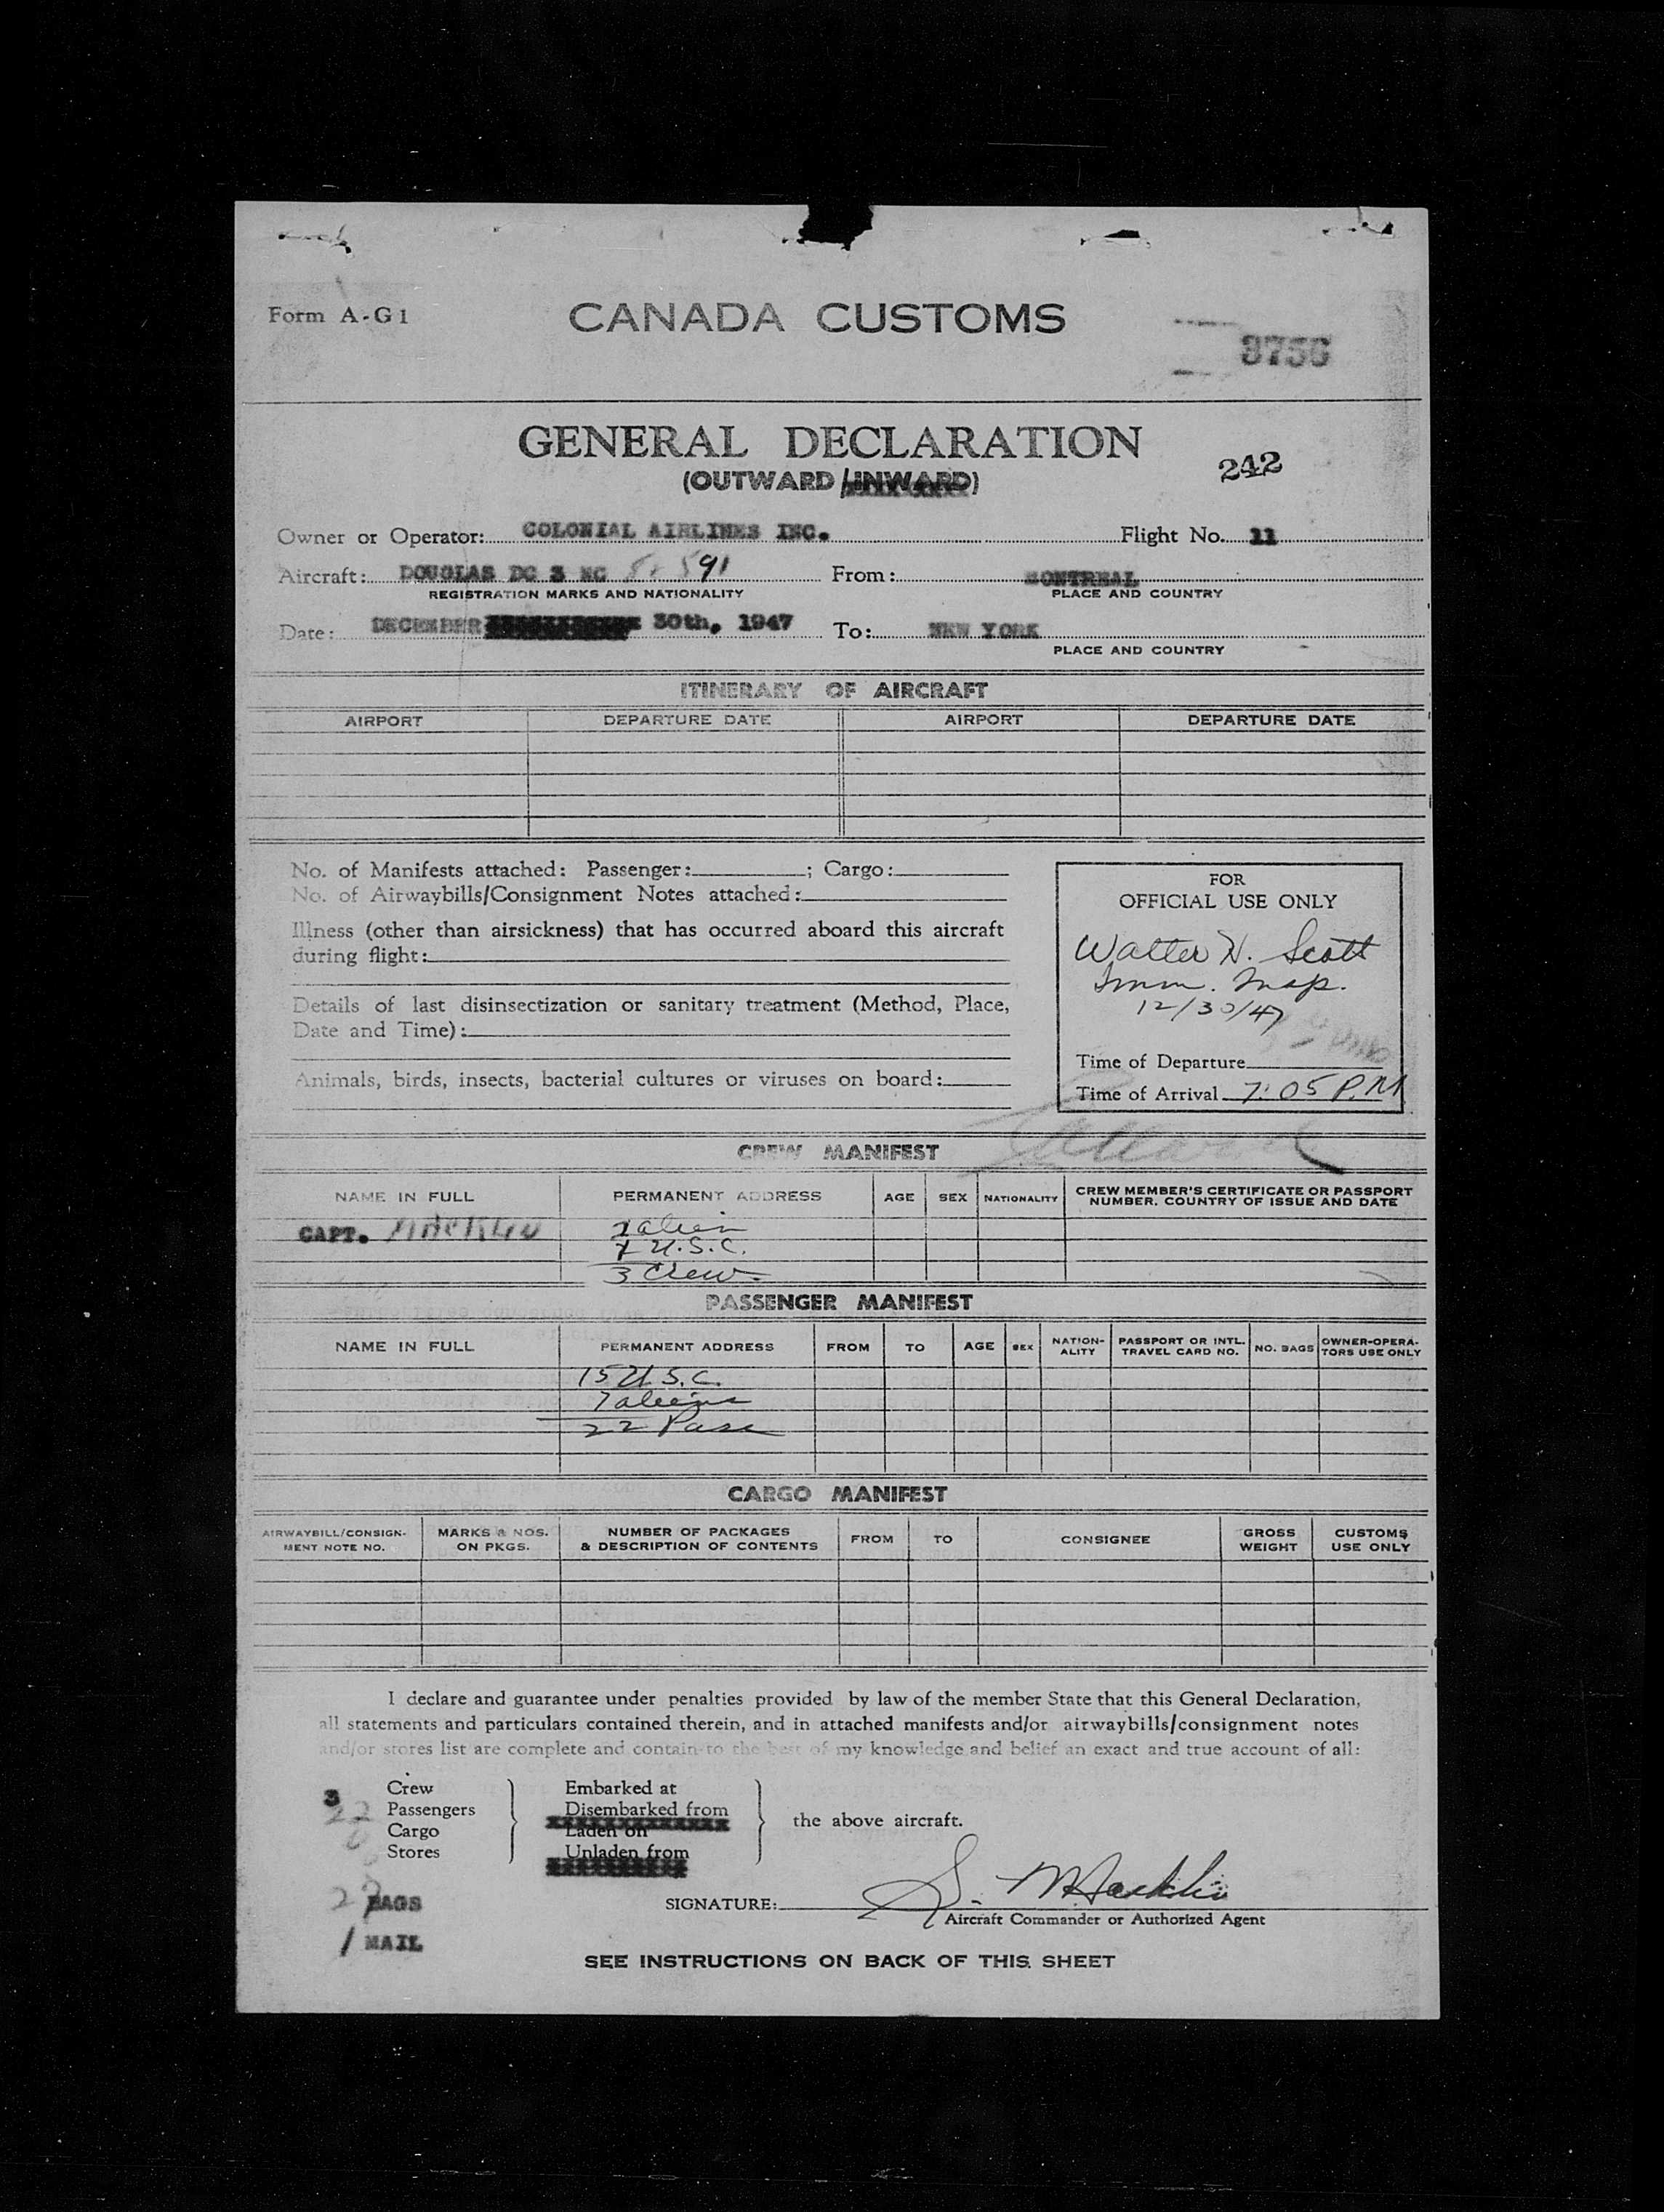 Form A-G1
CANADA CUSTOMS
GENERAL DECLARATION
(OUTWARD/INWARD)
242
Owner or Operator: COLONIAL AIRLINES INC. Flight No. 11
Aircraft: DOUGLAS DC 3 NC 591 From: MONTREAL
REGISTRATION MARKS AND NATIONALITY PLACE AND COUNTRY
Date: DECEMBER 30th, 1947 To: NEW YORK
PLACE AND COUNTRY
ITINERARY OF AIRCRAFT
AIRPORT DEPARTURE DATE AIRPORT DEPARTURE DATE
No. of Manifests attached: Passenger: ; Cargo:
No. of Airwaybills/Consignment Notes attached:
Illness (other than airsickness) that has occurred aboard this aircraft
during flight:
Details of last disinsectization or sanitary treatment (Method, Place,
Date and Time):
Animals, birds, insects, bacterial cultures or viruses on board:
FOR
OFFICIAL USE ONLY
Walter H. Scott
Imm. Insp.
12/30/47
Time of Departure
Time of Arrival 7:05 P.M
CREW MANIFEST
NAME IN FULL PERMANENT ADDRESS AGE SEX NATIONALITY CREW MEMBER'S CERTIFICATE OR PASSPORT
NUMBER, COUNTRY OF ISSUE AND DATE
CAPT. MACKLIN alien
U.S.C.
3 Crew
PASSENGER MANIFEST
NAME IN FULL PERMANENT ADDRESS FROM TO AGE SEX NATION-
ALITY PASSPORT OR INTL.
TRAVEL CARD NO. NO. BAGS OWNER-OPERA-
TORS USE ONLY
15 U.S.C.
7 aliens
22 Pass
CARGO MANIFEST
AIRWAYBILL/CONSIGN-
MENT NOTE NO. MARKS & NOS.
ON PKGS. NUMBER OF PACKAGES
& DESCRIPTION OF CONTENTS FROM TO CONSIGNEE GROSS
WEIGHT CUSTOMS
USE ONLY
I declare and guarantee under penalties provided by law of the member State that this General Declaration,
all statements and particulars contained therein, and in attached manifests and/or airwaybills/consignment notes
and/or stores list are complete and contain to the best of my knowledge and belief an exact and true account of all:
3 Crew Embarked at
22 Passengers Disembarked from
the above aircraft.
Cargo Laden on
Stores Unladen from
BAGS
SIGNATURE: S. Macklin
Aircraft Commander or Authorized Agent
1 MAIL
SEE INSTRUCTIONS ON BACK OF THIS SHEET